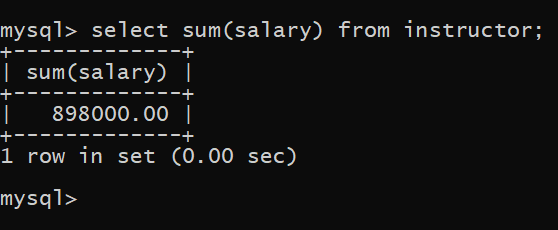 mysql> select sum(salary) from instructor;
+-------------+
| sum(salary) |
+-------------+
|   898000.00 |
+-------------+
1 row in set (0.00 sec)
mysql>